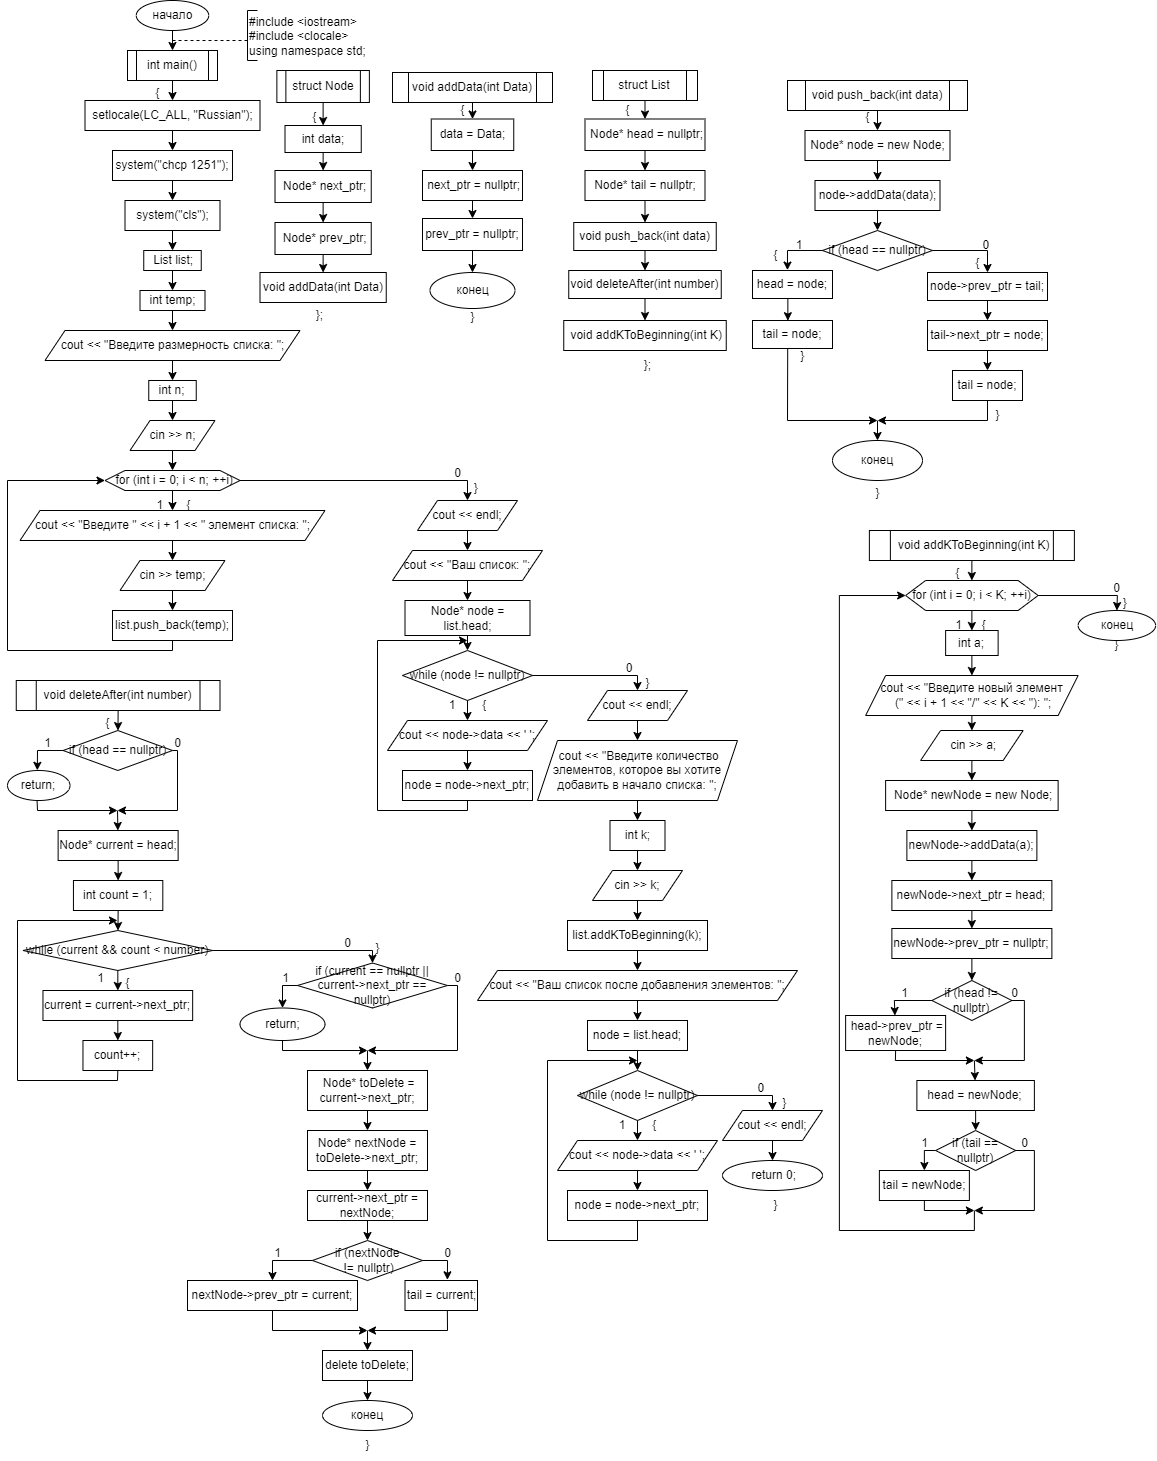 начало
#include <iostream>
#include <clocale>
using namespace std;
int main()
{
setlocale(LC_ALL, "Russian");
system("chcp 1251");
system("cls");
List list;
int temp;
cout << "Введите размерность списка: ";
int n;
cin >> n;
for (int i = 0; i < n; ++i)
1
{
cout << "Введите " << i + 1 << " элемент списка: ";
cin >> temp;
list.push_back(temp);
0
}
cout << endl;
cout << "Ваш список: ";
Node* node =
list.head;
while (node != nullptr)
1
{
cout << node->data << ' ';
node = node->next_ptr;
0
}
cout << endl;
cout << "Введите количество
элементов, которое вы хотите
добавить в начало списка: ";
int k;
cin >> k;
list.addKToBeginning(k);
cout << "Ваш список после добавления элементов: ";
node = list.head;
while (node != nullptr)
1
{
cout << node->data << ' ';
node = node->next_ptr;
0
}
cout << endl;
return 0;
}
struct Node
{
int data;
Node* next_ptr;
Node* prev_ptr;
void addData(int Data)
};
void addData(int Data)
{
data = Data;
next_ptr = nullptr;
prev_ptr = nullptr;
конец
}
struct List
{
Node* head = nullptr;
Node* tail = nullptr;
void push_back(int data)
void deleteAfter(int number)
void addKToBeginning(int K)
};
void push_back(int data)
{
Node* node = new Node;
node->addData(data);
if (head == nullptr)
1
{
head = node;
tail = node;
}
0
{
node->prev_ptr = tail;
tail->next_ptr = node;
tail = node;
}
конец
}
void deleteAfter(int number)
{
if (head == nullptr)
1
0
return;
Node* current = head;
int count = 1;
while (current && count < number)
1
{
current = current->next_ptr;
count++;
0
}
if (current == nullptr ||
current->next_ptr ==
nullptr)
1
0
return;
Node* toDelete =
current->next_ptr;
Node* nextNode =
toDelete->next_ptr;
current->next_ptr =
nextNode;
if (nextNode
!= nullptr)
1
0
nextNode->prev_ptr = current;
tail = current;
delete toDelete;
конец
}
void addKToBeginning(int K)
{
for (int i = 0; i < K; ++i)
0
}
конец
}
1
{
int a;
cout << "Введите новый элемент
(" << i + 1 << "/" << K << "): ";
cin >> a;
Node* newNode = new Node;
newNode->addData(a);
newNode->next_ptr = head;
newNode->prev_ptr = nullptr;
if (head !=
nullptr)
1
0
head->prev_ptr =
newNode;
head = newNode;
if (tail ==
nullptr)
1
0
tail = newNode;